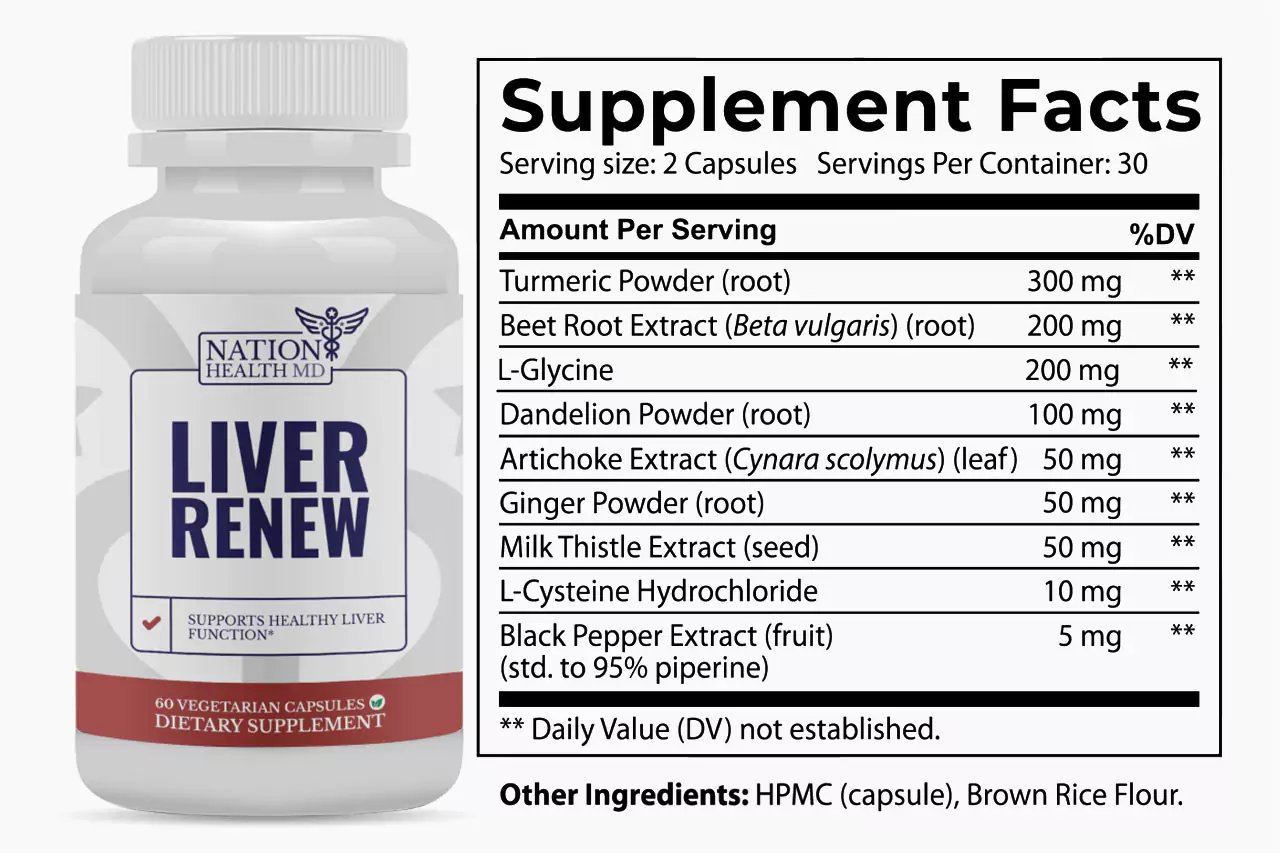 NATION
HEALTH MD
LIVER
RENEW
SUPPORTS HEALTHY LIVER
FUNCTION*
60 VEGETARIAN CAPSULES
DIETARY SUPPLEMENT
Supplement Facts
Serving size: 2 Capsules Servings Per Container: 30
Amount Per Serving %DV
Turmeric Powder (root) 300 mg **
Beet Root Extract (Beta vulgaris) (root) 200 mg **
L-Glycine 200 mg **
Dandelion Powder (root) 100 mg **
Artichoke Extract (Cynara scolymus) (leaf) 50 mg **
Ginger Powder (root) 50 mg **
Milk Thistle Extract (seed) 50 mg **
L-Cysteine Hydrochloride 10 mg **
Black Pepper Extract (fruit) 5 mg **
(std. to 95% piperine)
** Daily Value (DV) not established.
Other Ingredients: HPMC (capsule), Brown Rice Flour.